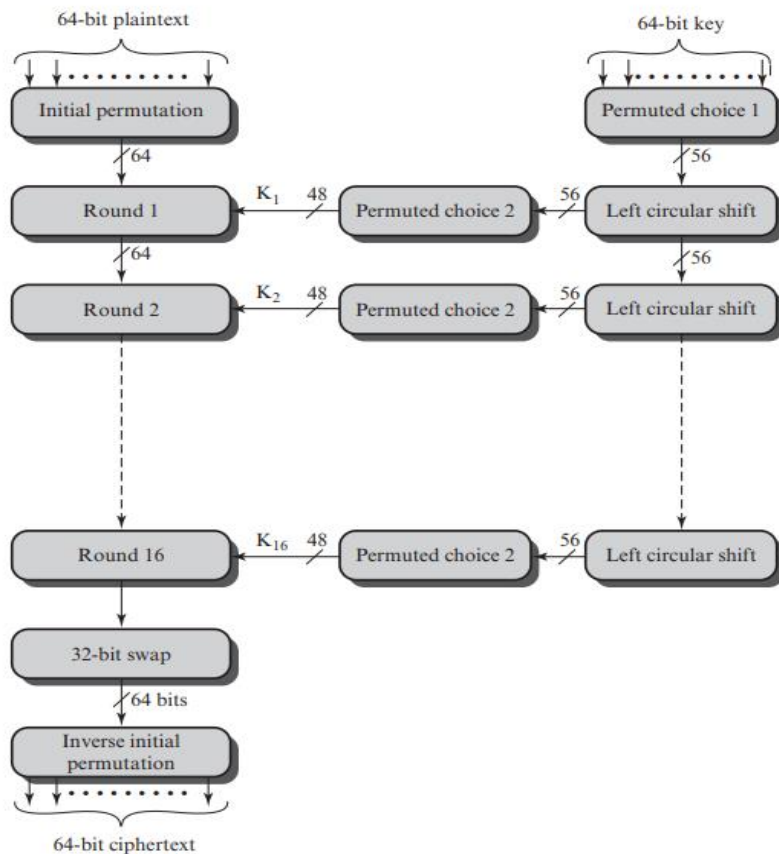 64-bit plaintext
64-bit key
Initial permutation
Permuted choice 1
64
56
Round 1
K1
48
Permuted choice 2
56
Left circular shift
64
56
Round 2
K2
48
Permuted choice 2
56
Left circular shift
Round 16
K16
48
Permuted choice 2
56
Left circular shift
32-bit swap
64 bits
Inverse initial
permutation
64-bit ciphertext